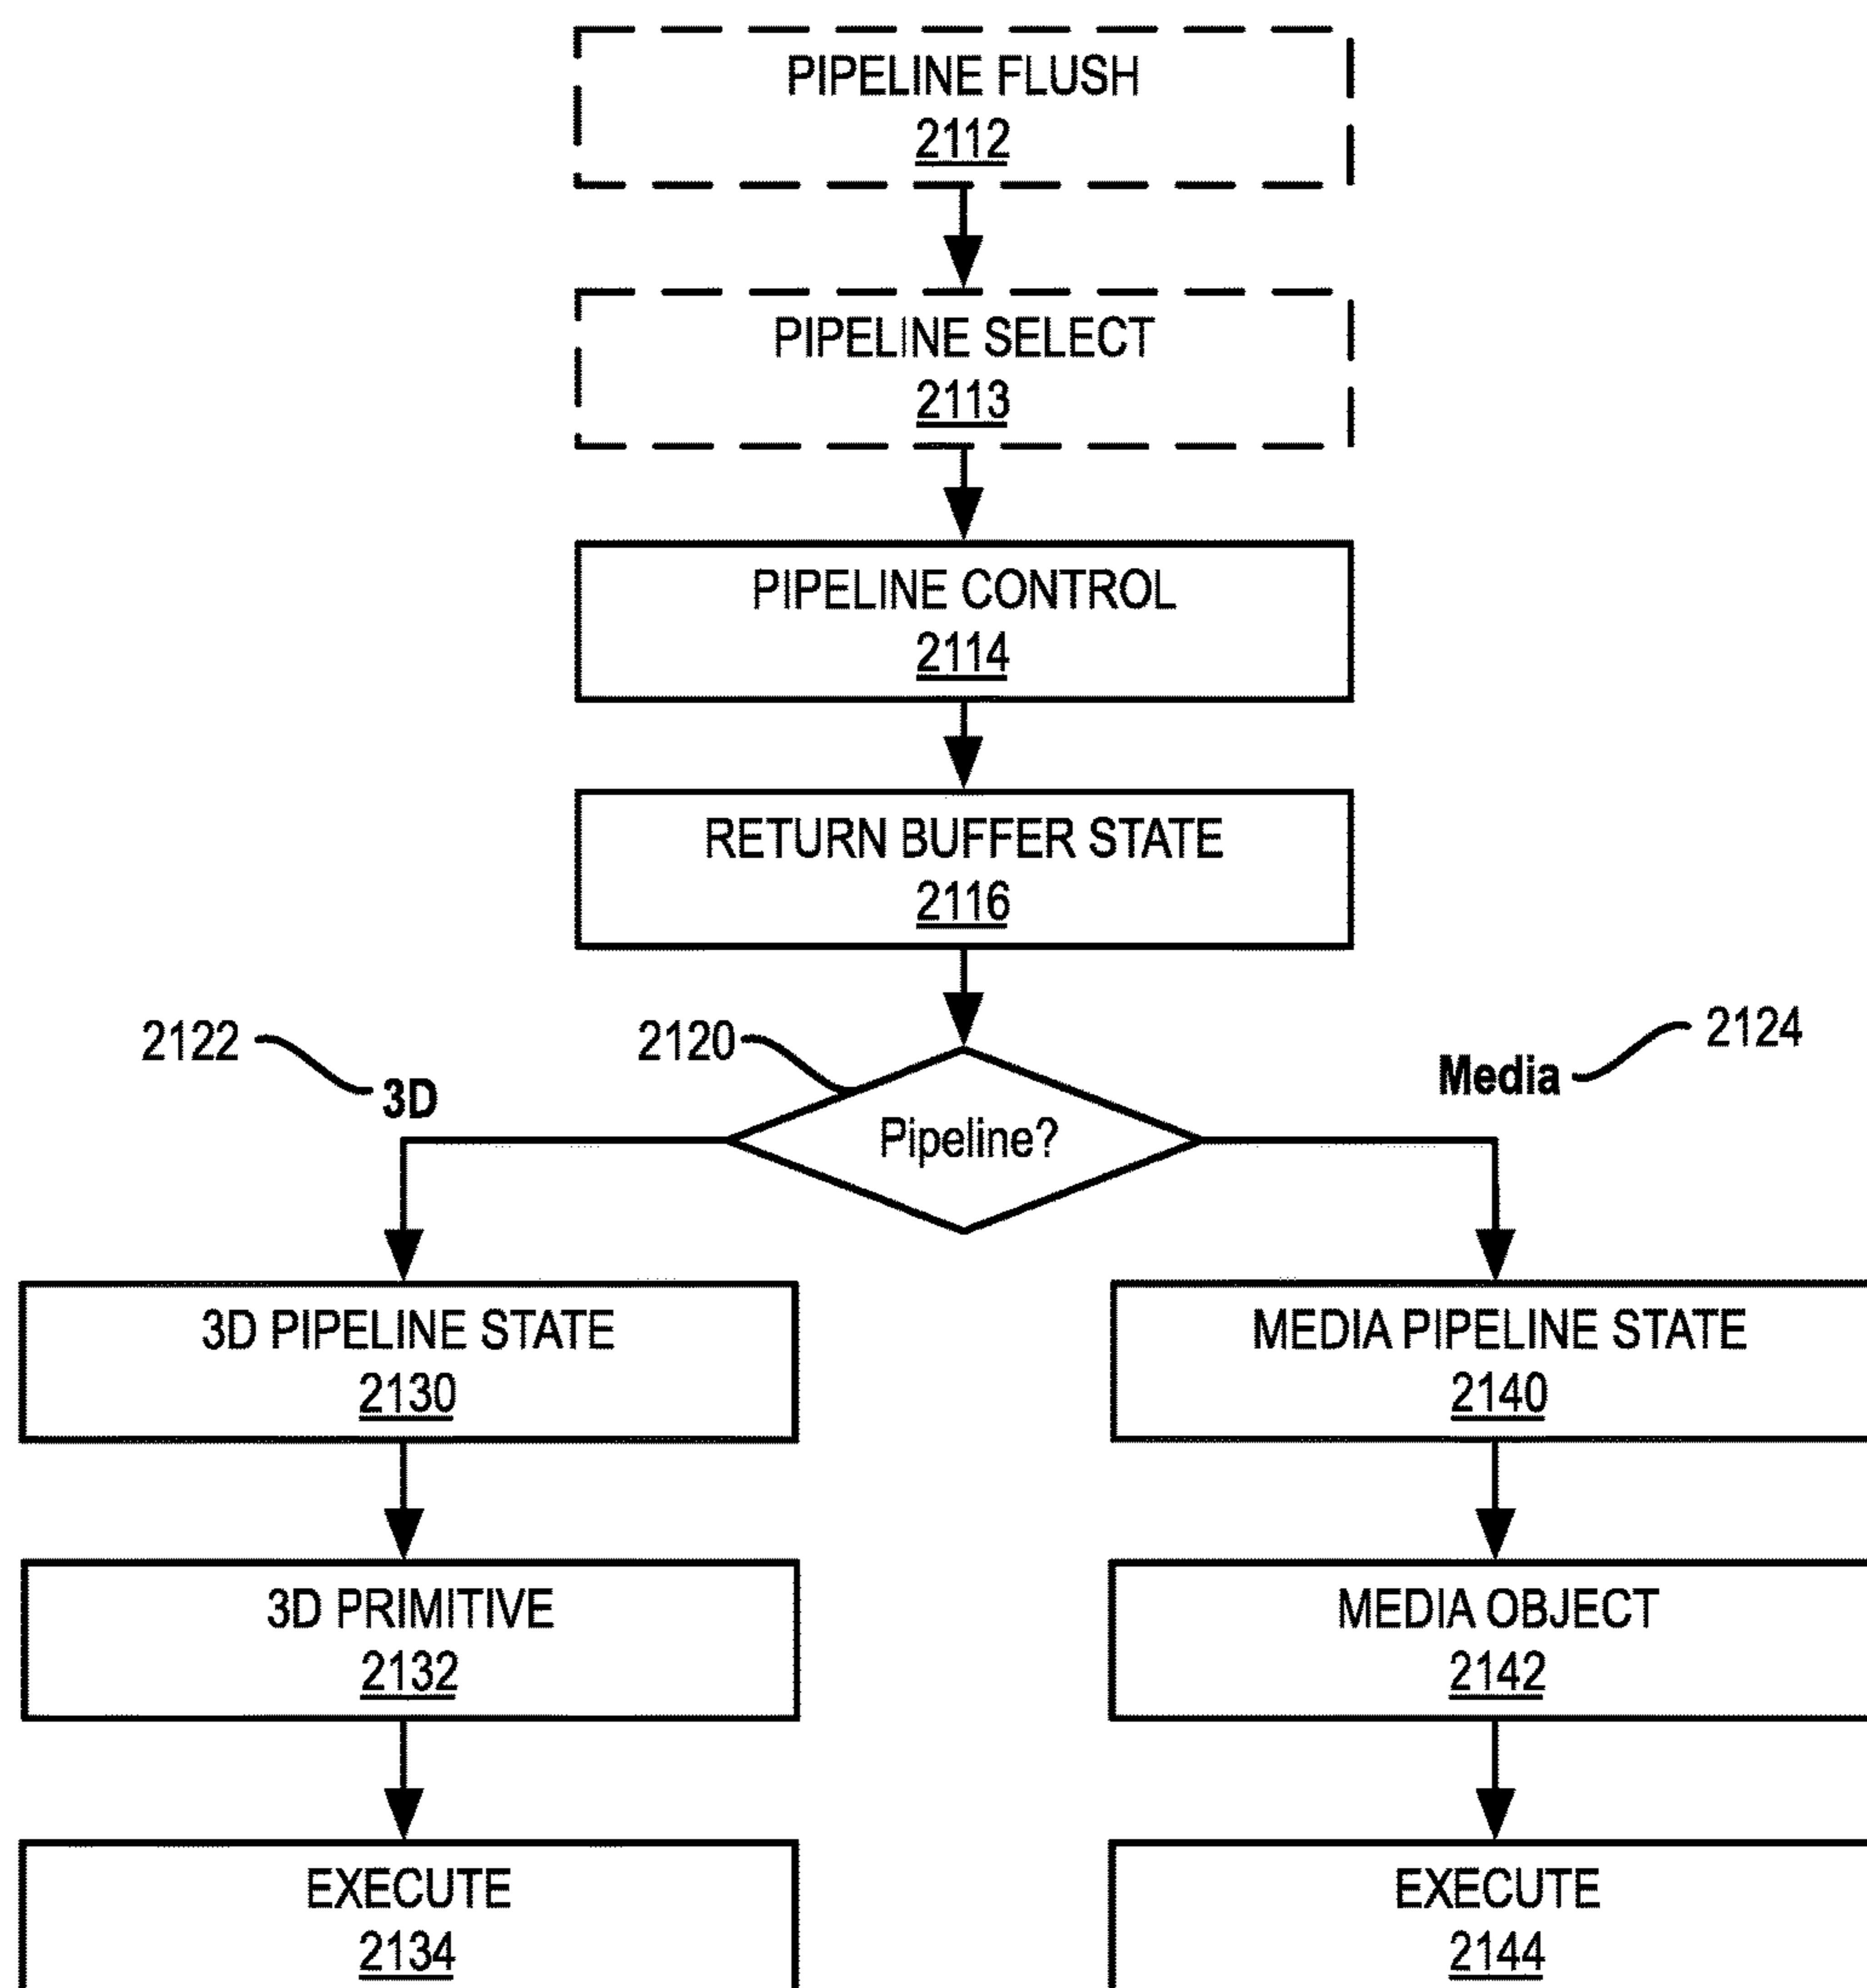 PIPELINE FLUSH
2112
PIPELINE SELECT
2113
PIPELINE CONTROL
2114
RETURN BUFFER STATE
2116
2122
3D
2120
Pipeline?
Media
2124
3D PIPELINE STATE
2130
MEDIA PIPELINE STATE
2140
3D PRIMITIVE
2132
MEDIA OBJECT
2142
EXECUTE
2134
EXECUTE
2144